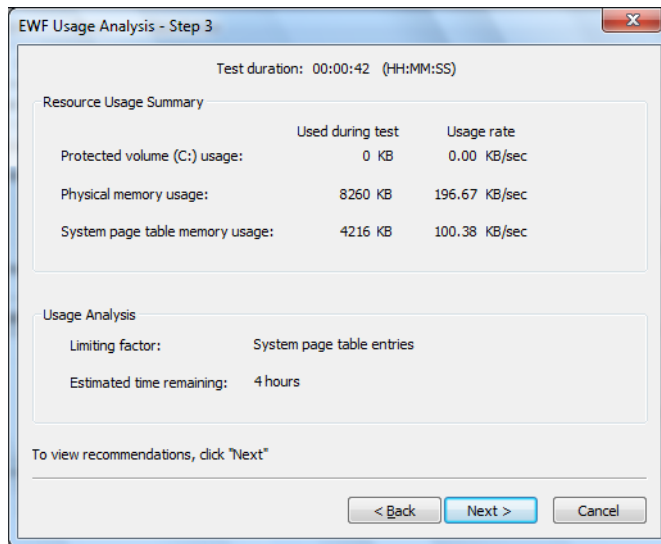 EWF Usage Analysis - Step 3
Test duration: 00:00:42 (HH:MM:SS)
Resource Usage Summary
Used during test Usage rate
Protected volume (C:) usage: 0 KB 0.00 KB/sec
Physical memory usage: 8260 KB 196.67 KB/sec
System page table memory usage: 4216 KB 100.38 KB/sec
Usage Analysis
Limiting factor: System page table entries
Estimated time remaining: 4 hours
To view recommendations, click "Next"
< Back Next > Cancel